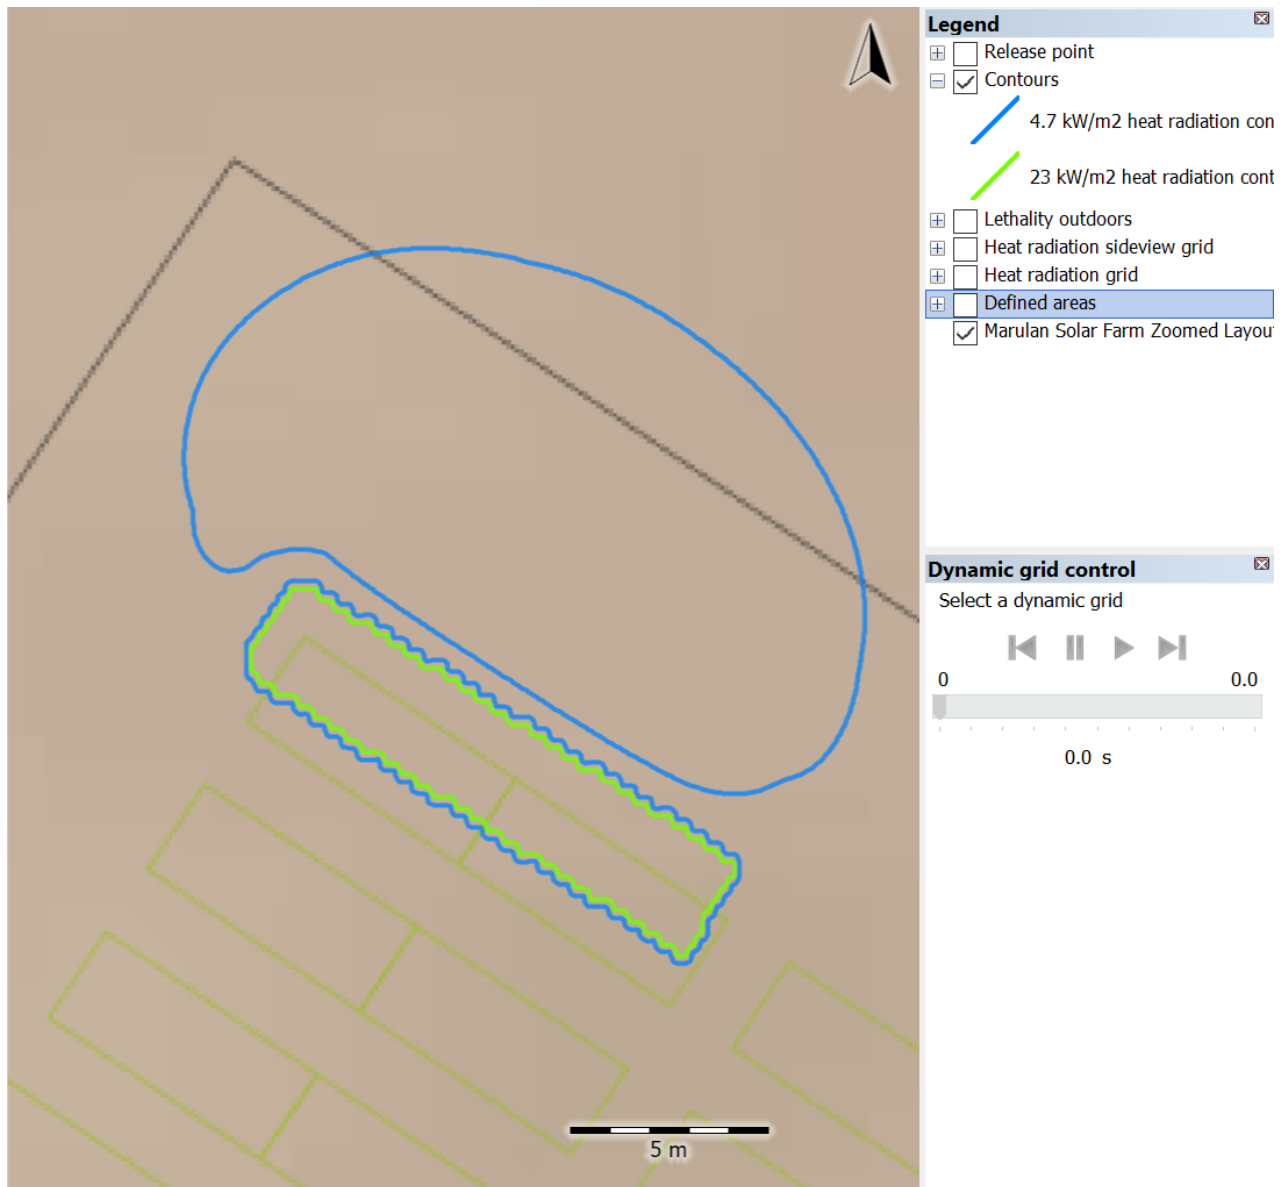 Legend
Release point
Contours
4.7 kW/m2 heat radiation con
23 kW/m2 heat radiation cont
Lethality outdoors
Heat radiation sideview grid
Heat radiation grid
Defined areas
Marulan Solar Farm Zoomed Layou
Dynamic grid control
Select a dynamic grid
0 0.0
0.0 s
5 m